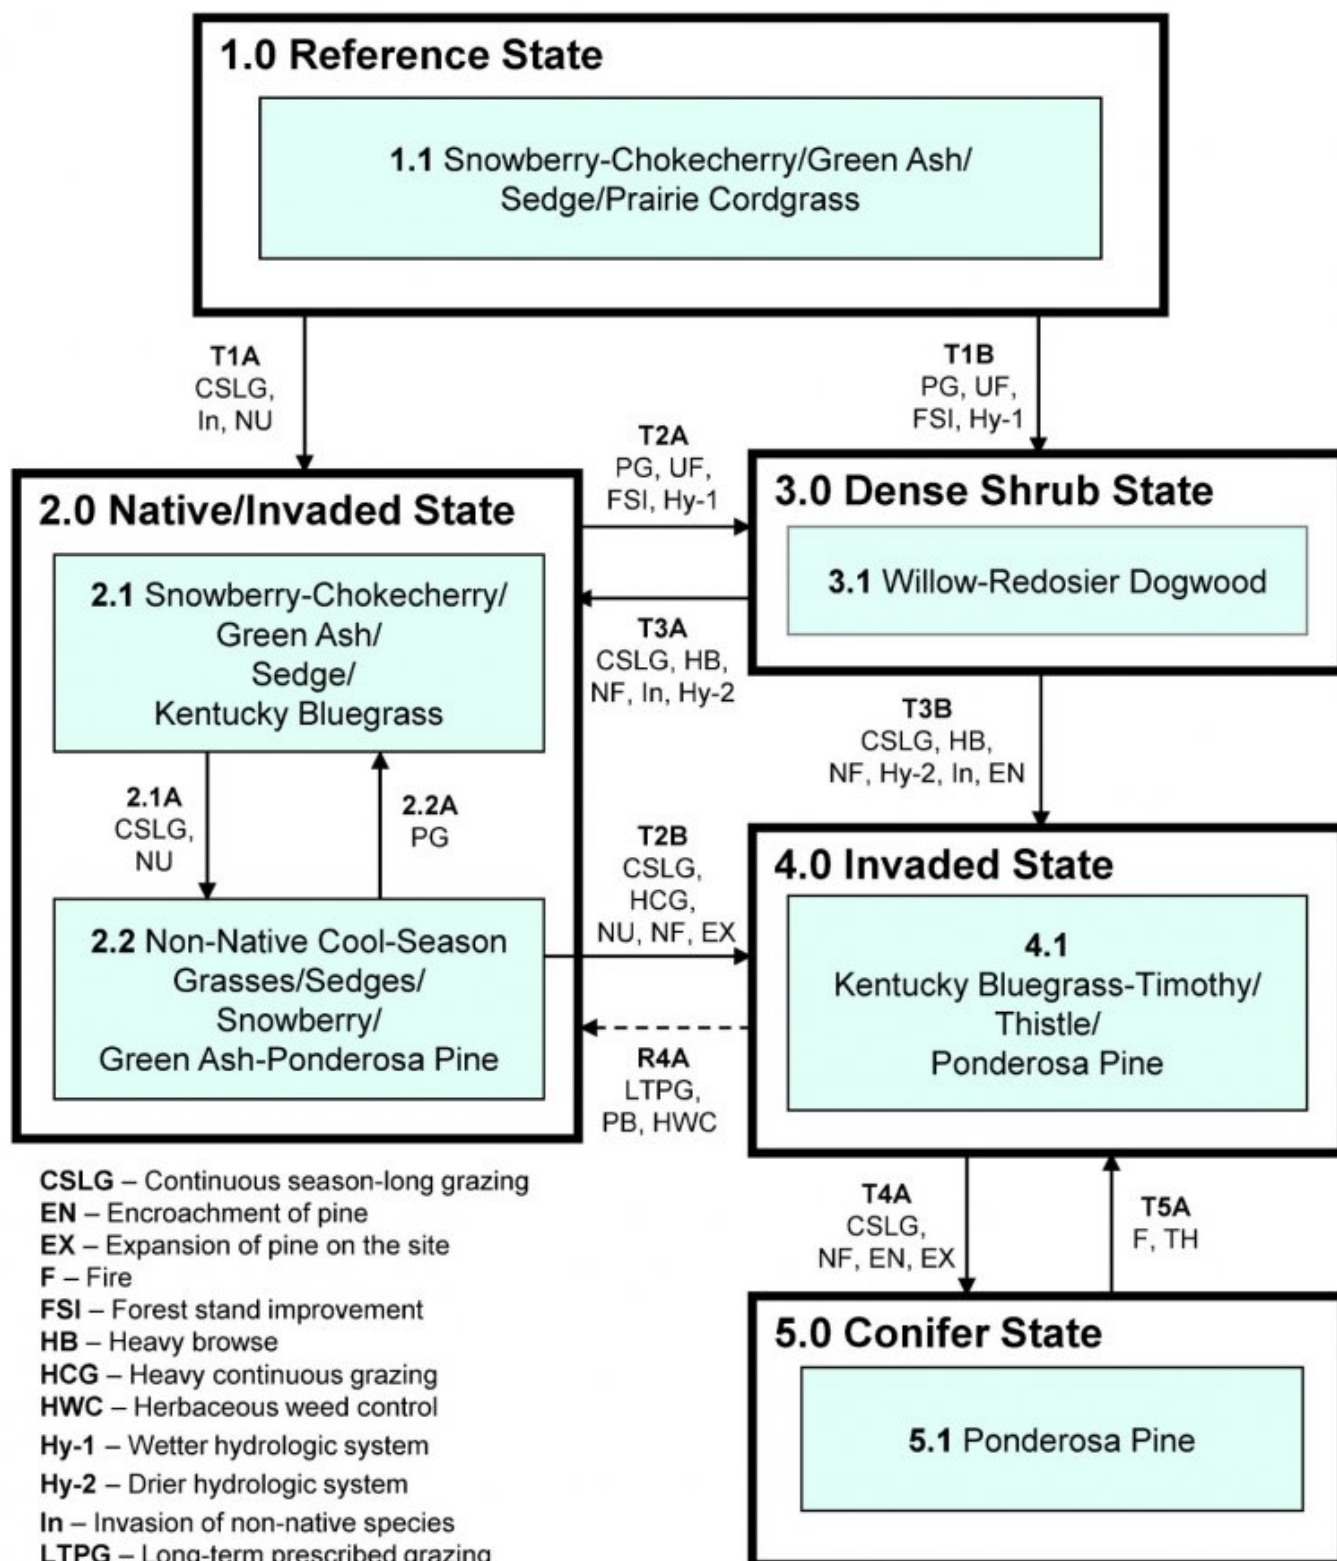 1.0 Reference State
1.1 Snowberry-Chokecherry/Green Ash/
Sedge/Prairie Cordgrass
T1A
CSLG,
In, NU
T1B
PG, UF,
FSI, Hy-1
T2A
PG, UF,
FSI, Hy-1
2.0 Native/Invaded State
2.1 Snowberry-Chokecherry/
Green Ash/
Sedge/
Kentucky Bluegrass
2.1A
CSLG,
NU
2.2A
PG
2.2 Non-Native Cool-Season
Grasses/Sedges/
Snowberry/
Green Ash-Ponderosa Pine
3.0 Dense Shrub State
3.1 Willow-Redosier Dogwood
T3A
CSLG, HB,
NF, In, Hy-2
T3B
CSLG, HB,
NF, Hy-2, In, EN
T2B
CSLG,
HCG,
NU, NF, EX
4.0 Invaded State
4.1
Kentucky Bluegrass-Timothy/
Thistle/
Ponderosa Pine
R4A
LTPG,
PB, HWC
T4A
CSLG,
NF, EN, EX
T5A
F, TH
5.0 Conifer State
5.1 Ponderosa Pine
CSLG – Continuous season-long grazing
EN – Encroachment of pine
EX – Expansion of pine on the site
F – Fire
FSI – Forest stand improvement
HB – Heavy browse
HCG – Heavy continuous grazing
HWC – Herbaceous weed control
Hy-1 – Wetter hydrologic system
Hy-2 – Drier hydrologic system
In – Invasion of non-native species
LTPG – Long-term prescribed grazing